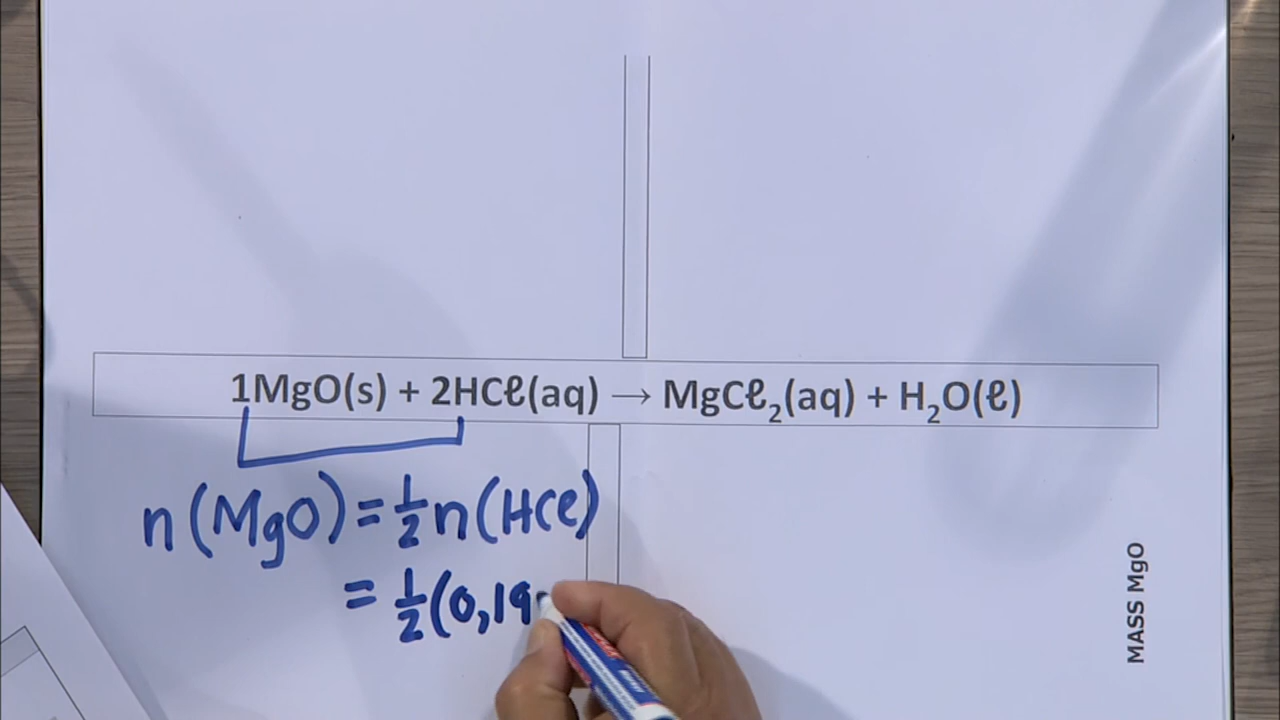 1MgO(s) + 2HCℓ(aq) → MgCℓ₂(aq) + H₂O(ℓ)
n(MgO) = ½n(HCℓ)
= ½(0,19
MASS MgO